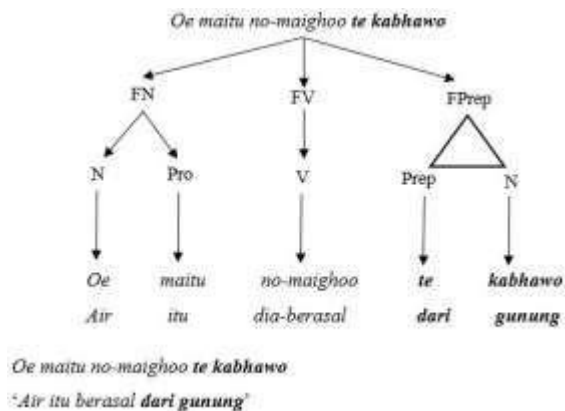 Oe maitu no-maighoo te kabhawo
FN FV FPrep
N Pro V Prep N
Oe maitu no-maighoo te kabhawo
Air itu dia-berasal dari gunung
Oe maitu no-maighoo te kabhawo
‘Air itu berasal dari gunung’